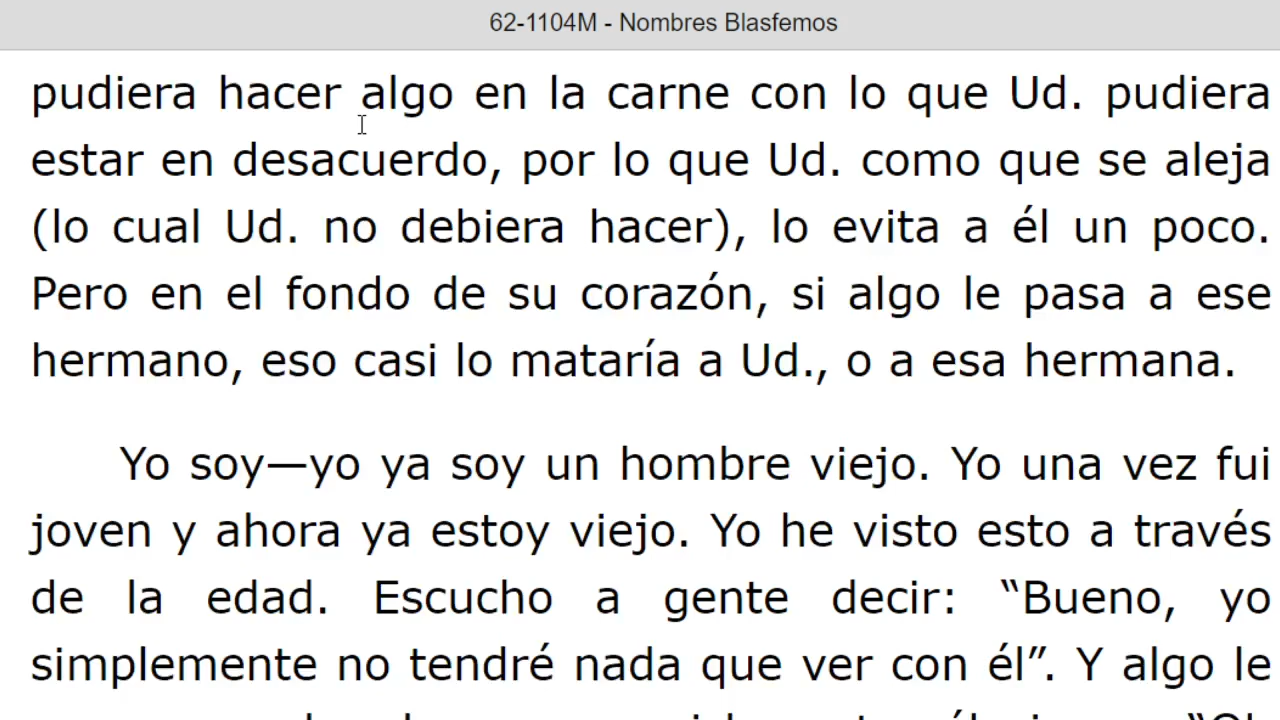 62-1104M - Nombres Blasfemos
pudiera hacer algo en la carne con lo que Ud. pudiera
estar en desacuerdo, por lo que Ud. como que se aleja
(lo cual Ud. no debiera hacer), lo evita a él un poco.
Pero en el fondo de su corazón, si algo le pasa a ese
hermano, eso casi lo mataría a Ud., o a esa hermana.
Yo soy—yo ya soy un hombre viejo. Yo una vez fui
joven y ahora ya estoy viejo. Yo he visto esto a través
de la edad. Escucho a gente decir: “Bueno, yo
simplemente no tendré nada que ver con él”. Y algo le